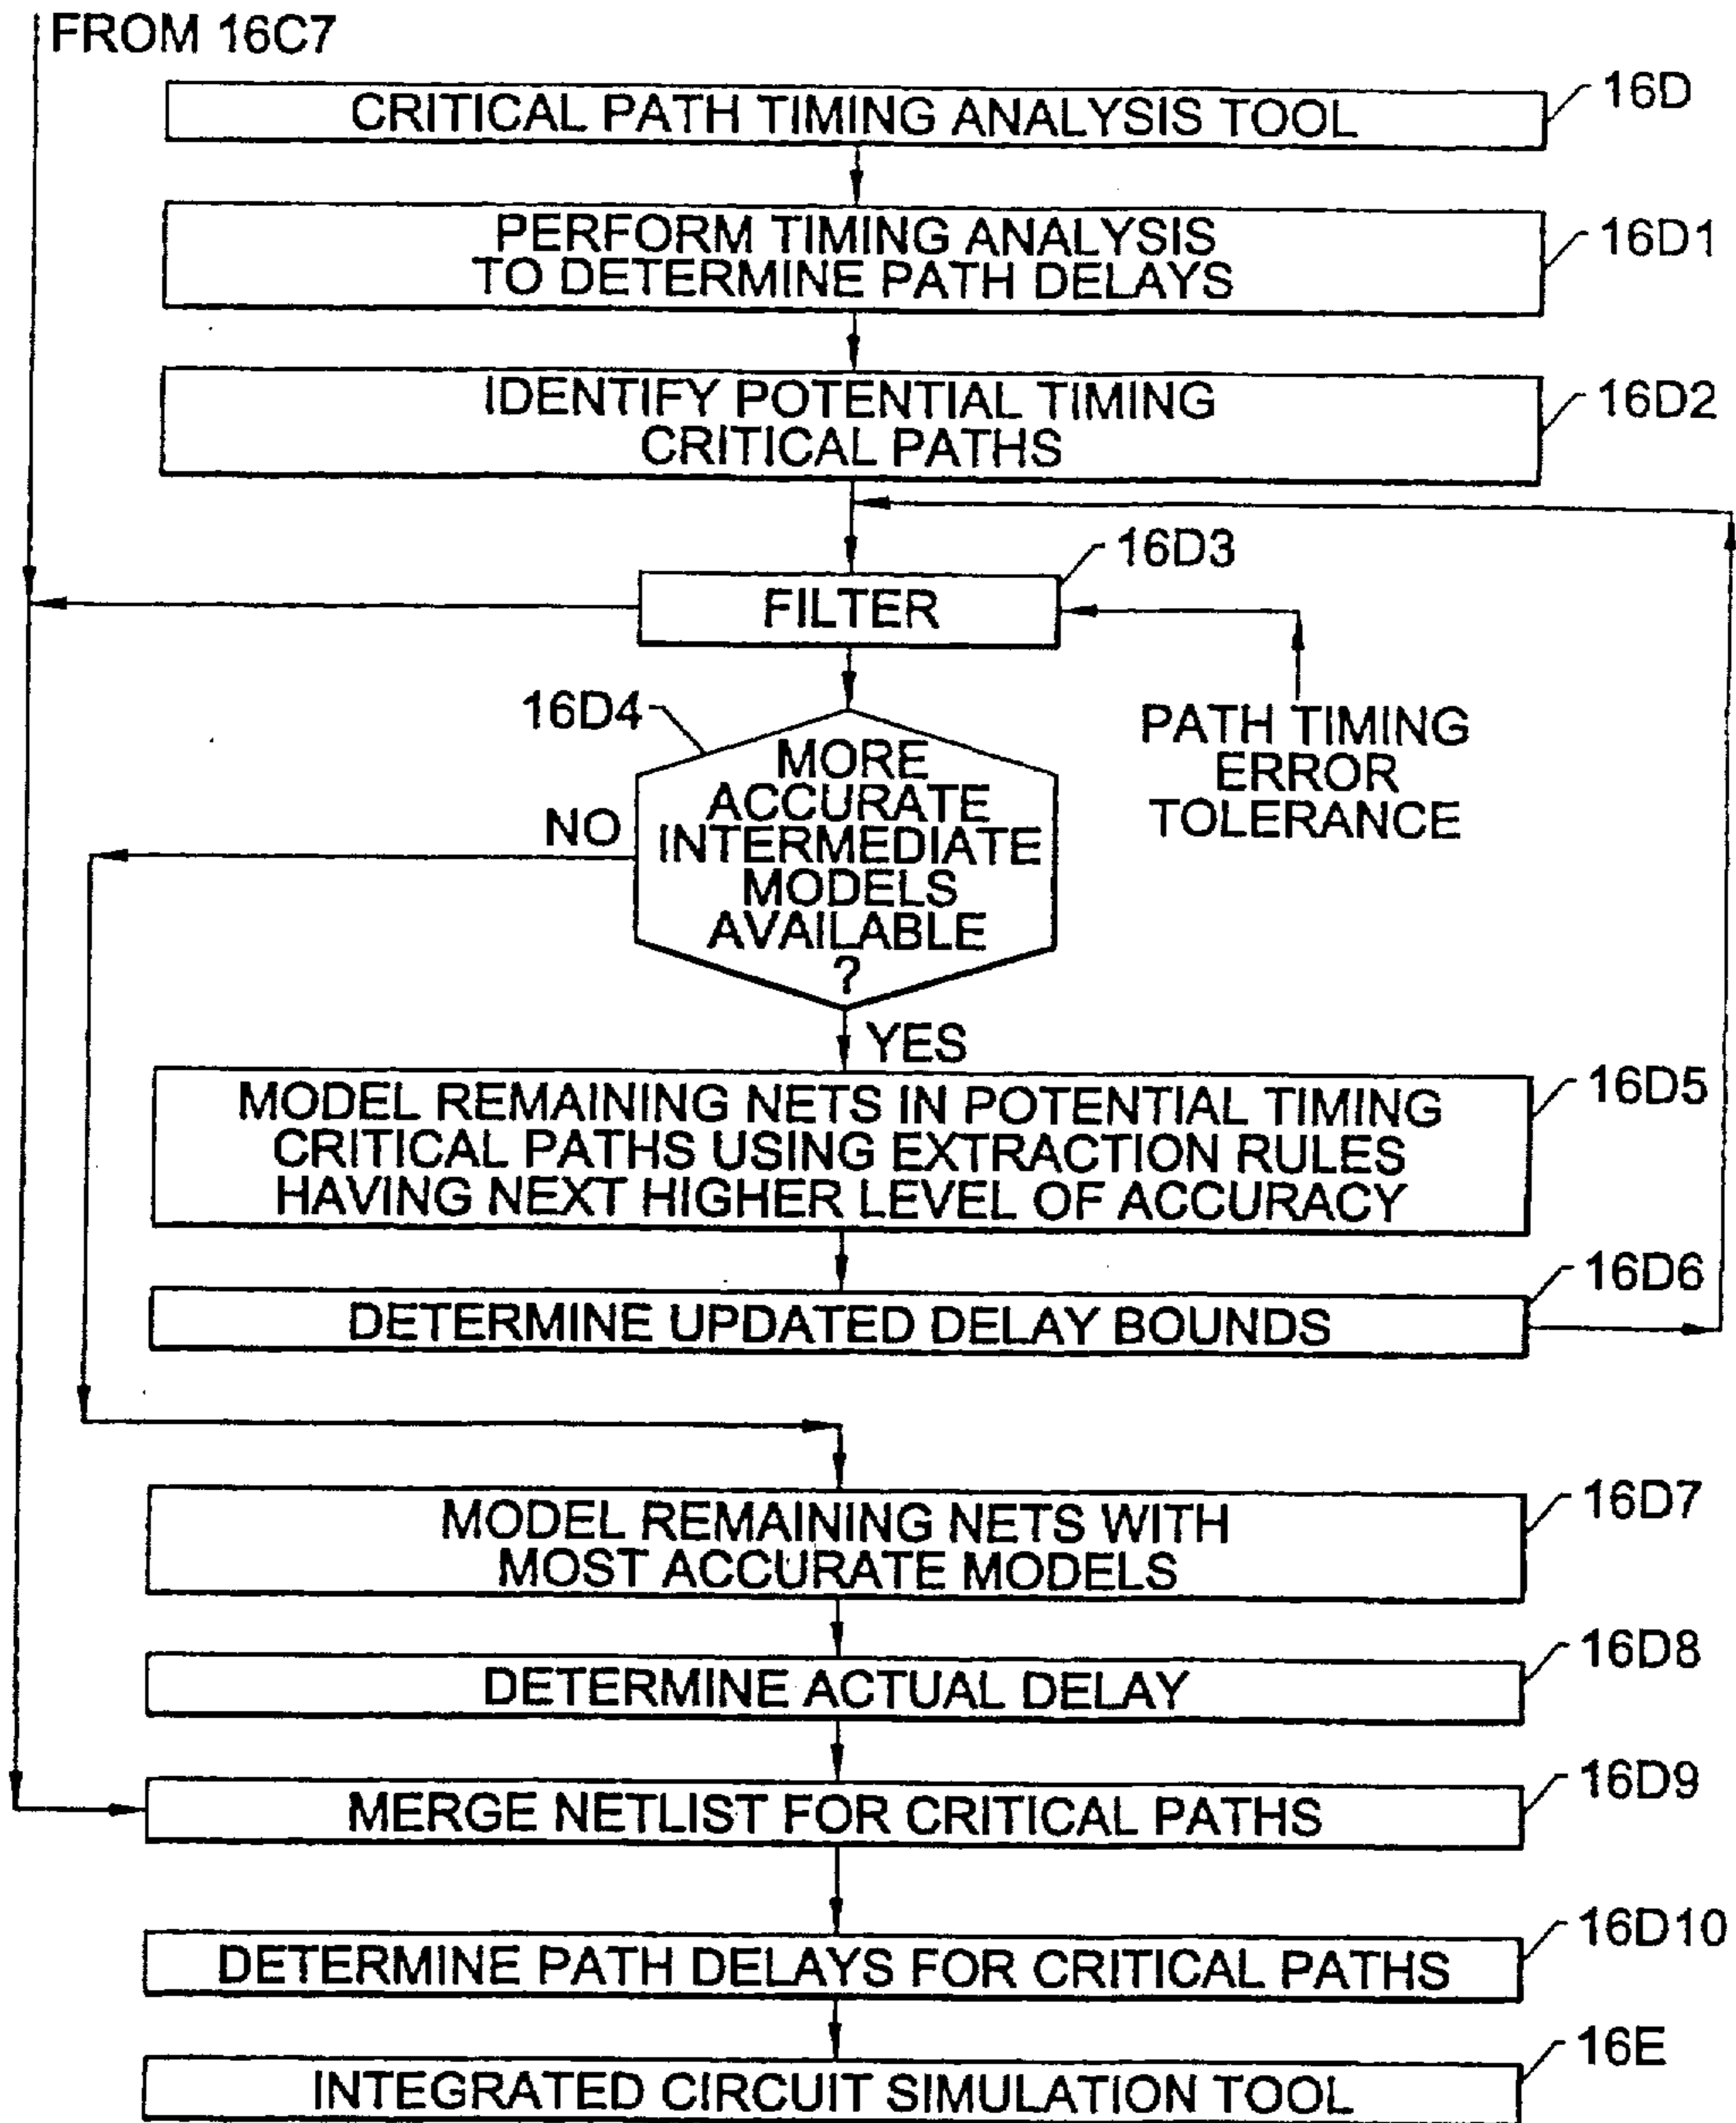 FROM 16C7
CRITICAL PATH TIMING ANALYSIS TOOL
16D
PERFORM TIMING ANALYSIS
TO DETERMINE PATH DELAYS
16D1
IDENTIFY POTENTIAL TIMING
CRITICAL PATHS
16D2
16D3
FILTER
16D4
MORE
ACCURATE
INTERMEDIATE
MODELS
AVAILABLE
?
PATH TIMING
ERROR
TOLERANCE
NO
YES
MODEL REMAINING NETS IN POTENTIAL TIMING
CRITICAL PATHS USING EXTRACTION RULES
HAVING NEXT HIGHER LEVEL OF ACCURACY
16D5
16D6
DETERMINE UPDATED DELAY BOUNDS
MODEL REMAINING NETS WITH
MOST ACCURATE MODELS
16D7
DETERMINE ACTUAL DELAY
16D8
MERGE NETLIST FOR CRITICAL PATHS
16D9
DETERMINE PATH DELAYS FOR CRITICAL PATHS
16D10
INTEGRATED CIRCUIT SIMULATION TOOL
16E